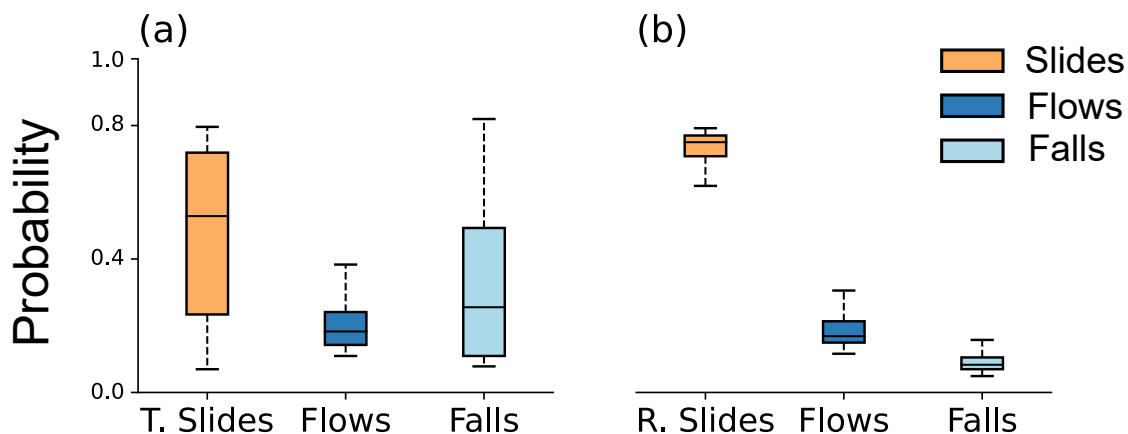 (a)
(b)
Probability
1.0
0.8
0.4
0.0
T. Slides
Flows
Falls
R. Slides
Flows
Falls
Slides
Flows
Falls